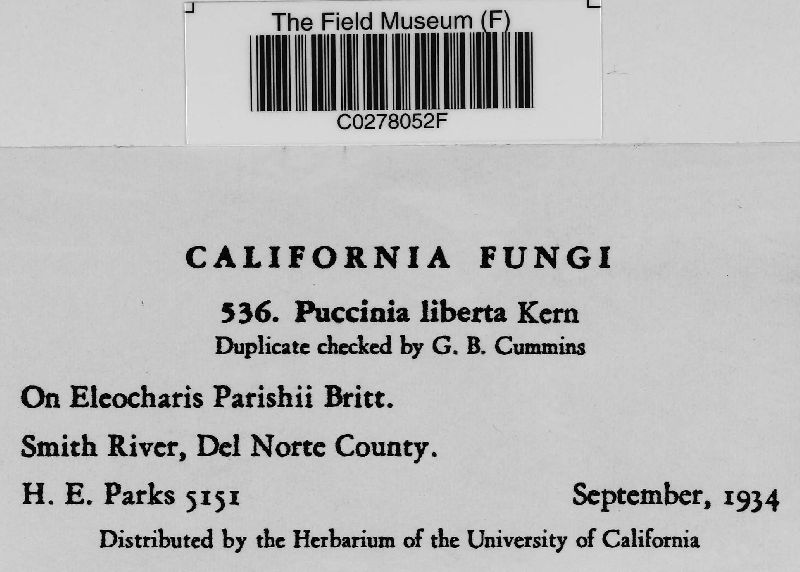 The Field Museum (F)
C0278052F
CALIFORNIA FUNGI
536. Puccinia liberta Kern
Duplicate checked by G. B. Cummins
On Eleocharis Parishii Britt.
Smith River, Del Norte County.
H. E. Parks 5151 September, 1934
Distributed by the Herbarium of the University of California